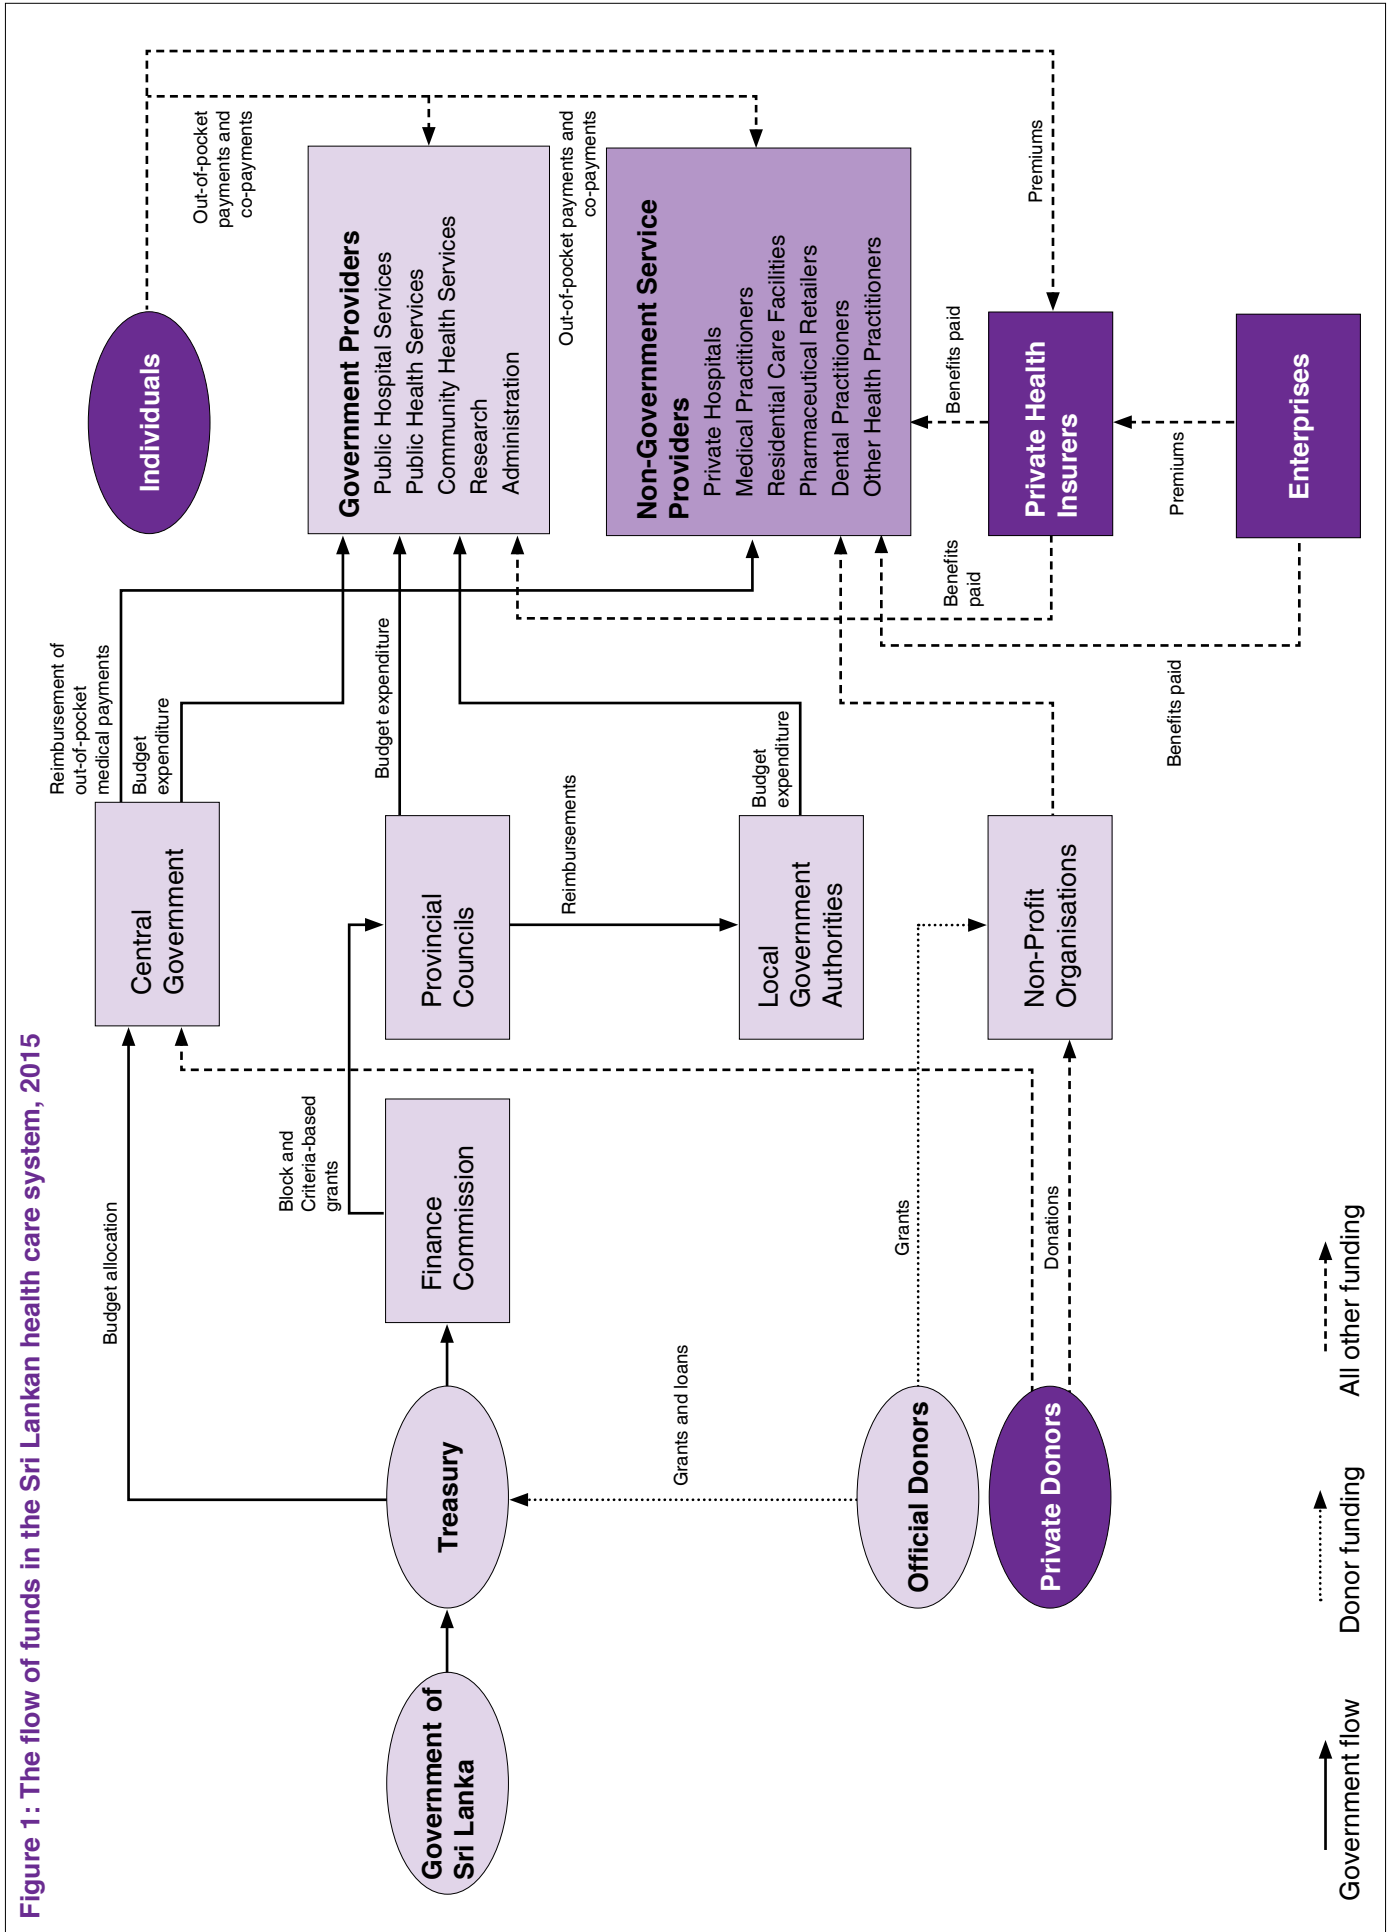 Figure 1: The flow of funds in the Sri Lankan health care system, 2015
Government of
Sri Lanka
Treasury
Budget allocation
Finance
Commission
Block and
Criteria-based
grants
Central
Government
Reimbursement of
out-of-pocket
medical payments
Budget
expenditure
Provincial
Councils
Budget expenditure
Reimbursements
Local
Government
Authorities
Budget
expenditure
Official Donors
Grants and loans
Grants
Private Donors
Donations
Non-Profit
Organisations
Individuals
Out-of-pocket
payments and
co-payments
Government Providers
Public Hospital Services
Public Health Services
Community Health Services
Research
Administration
Out-of-pocket payments and
co-payments
Non-Government Service
Providers
Private Hospitals
Medical Practitioners
Residential Care Facilities
Pharmaceutical Retailers
Dental Practitioners
Other Health Practitioners
Benefits paid
Premiums
Benefits
paid
Private Health
Insurers
Premiums
Enterprises
Benefits paid
Government flow
Donor funding
All other funding